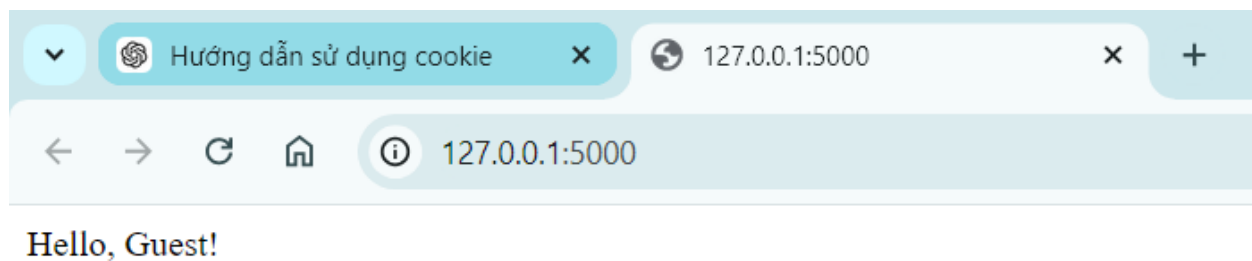 Hướng dẫn sử dụng cookie
127.0.0.1:5000
127.0.0.1:5000
Hello, Guest!